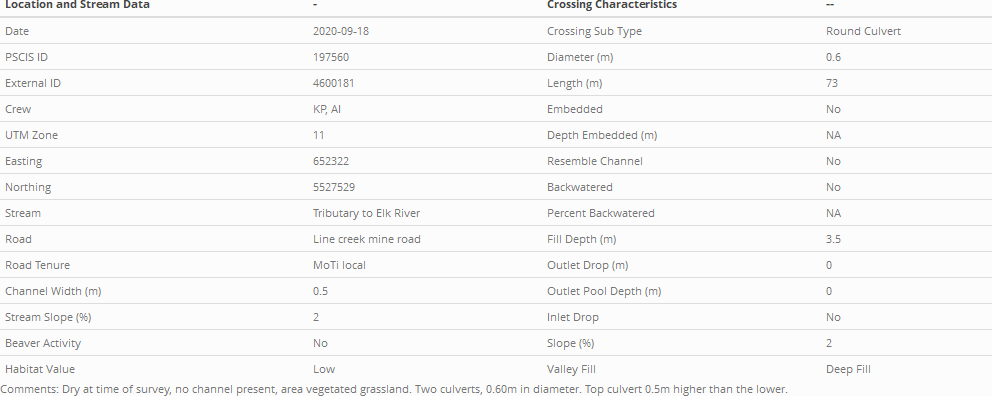 Location and Stream Data - Crossing Characteristics --
Date 2020-09-18 Crossing Sub Type Round Culvert
PSCIS ID 197560 Diameter (m) 0.6
External ID 4600181 Length (m) 73
Crew KP, AI Embedded No
UTM Zone 11 Depth Embedded (m) NA
Easting 652322 Resemble Channel No
Northing 5527529 Backwatered No
Stream Tributary to Elk River Percent Backwatered NA
Road Line creek mine road Fill Depth (m) 3.5
Road Tenure MoTi local Outlet Drop (m) 0
Channel Width (m) 0.5 Outlet Pool Depth (m) 0
Stream Slope (%) 2 Inlet Drop No
Beaver Activity No Slope (%) 2
Habitat Value Low Valley Fill Deep Fill
Comments: Dry at time of survey, no channel present, area vegetated grassland. Two culverts, 0.60m in diameter. Top culvert 0.5m higher than the lower.